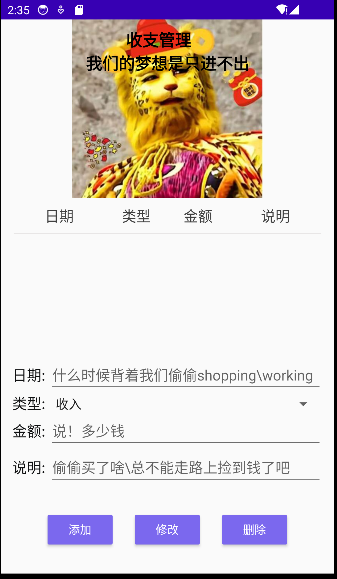 2:35
收支管理
我们的梦想是只进不出
日期 类型 金额 说明
日期: 什么时候背着我们偷偷shopping\working
类型: 收入
金额: 说！多少钱
说明: 偷偷买了啥\总不能走路上捡到钱了吧
添加 修改 删除